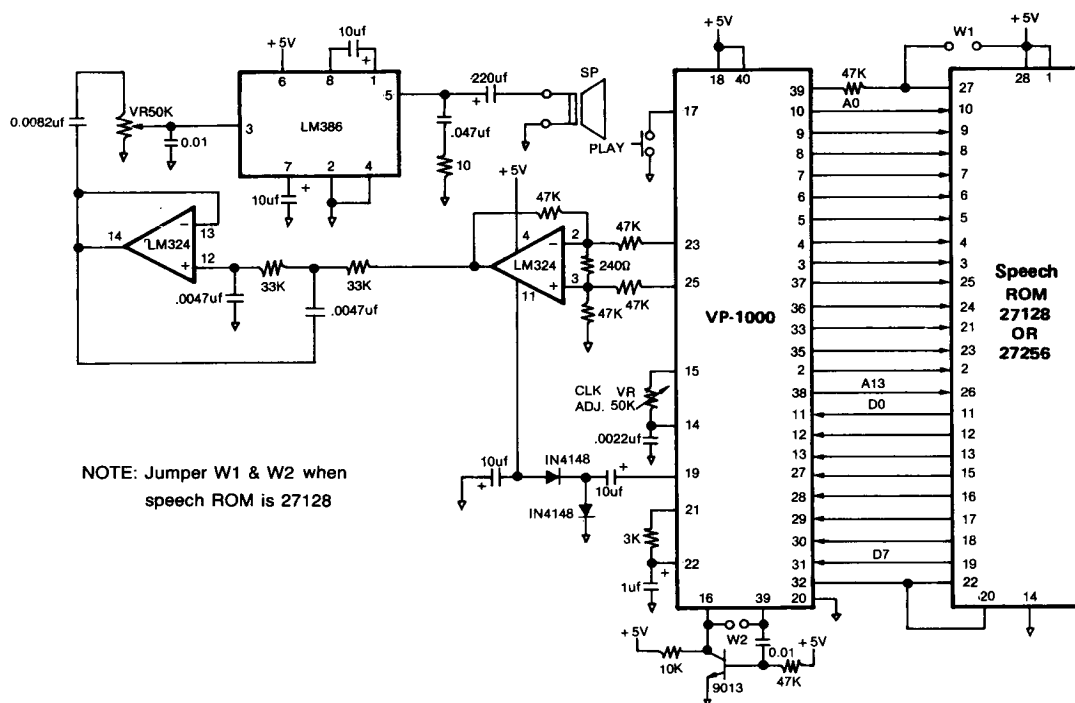 +5V
10uf
+
8
1
6
5
LM386
3
7
2
4
VR50K
0.0082uf
0.01
10uf
+
220uf
+
.047uf
10
SP
PLAY
+5V
18
40
17
VP-1000
W1
+5V
28
1
47K
A0
39
27
10
10
9
9
8
8
7
7
6
6
5
5
4
4
3
3
37
25
36
24
33
21
35
23
2
2
38
A13
26
D0
11
11
12
12
13
13
27
15
28
16
29
17
30
18
D7
31
19
32
22
20
20
14
Speech
ROM
27128
OR
27256
14
LM324
−
13
+
12
33K
33K
.0047uf
.0047uf
+5V
47K
4
−
2
LM324
240Ω
+
3
11
47K
47K
47K
23
25
15
CLK VR
ADJ. 50K
14
.0022uf
10uf
+
IN4148
+
10uf
19
IN4148
21
3K
22
+
1uf
16
39
W2
+5V
10K
9013
0.01
+5V
47K
NOTE: Jumper W1 & W2 when
speech ROM is 27128